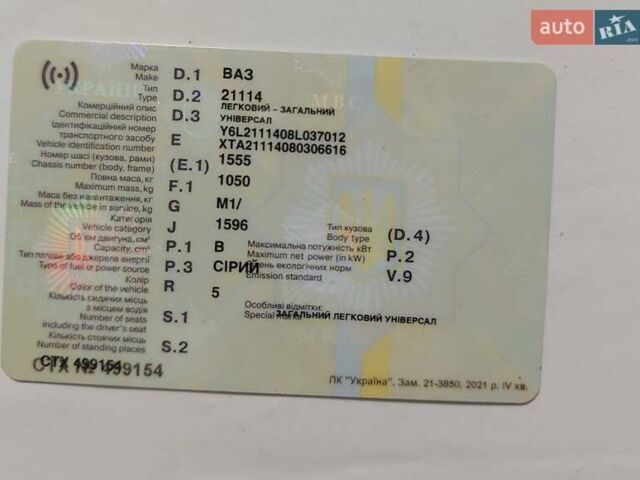 auto RIA.com
УКРАЇНА
МВС
Марка
Make D.1 ВАЗ
Тип
Type D.2 21114
Комерційний опис ЛЕГКОВИЙ - ЗАГАЛЬНИЙ
Commercial description D.3 УНІВЕРСАЛ
Ідентифікаційний номер Y6L2111408L037012
транспортного засобу E XTA21114080306616
Vehicle identification number
Номер шасі (кузова, рами) (E.1) 1555
Chassis number (body, frame)
Повна маса, кг F.1 1050
Maximum mass, kg
Маса без навантаження, кг G M1/
Mass of the vehicle in service, kg
Категорія J 1596 Тип кузова (D.4)
Vehicle category Body type
Об'єм двигуна, см³ P.1 B Максимальна потужність кВт P.2
Capacity, cm³ Maximum net power (in kW)
Тип палива або джерела енергії P.3 СІРИЙ Рівень екологічних норм V.9
Type of fuel or power source Emission standard
Колір R
Color of the vehicle 5
Кількість сидячих місць Особливі відмітки:
з місцем водія S.1 Special marks ЗАГАЛЬНИЙ ЛЕГКОВИЙ УНІВЕРСАЛ
Number of seats
including the driver's seat
Кількість стоячих місць S.2
Number of standing places
СТХ 499154
СТХ № 499154
ПК "Україна". Зам. 21-3850. 2021 р. IV кв.